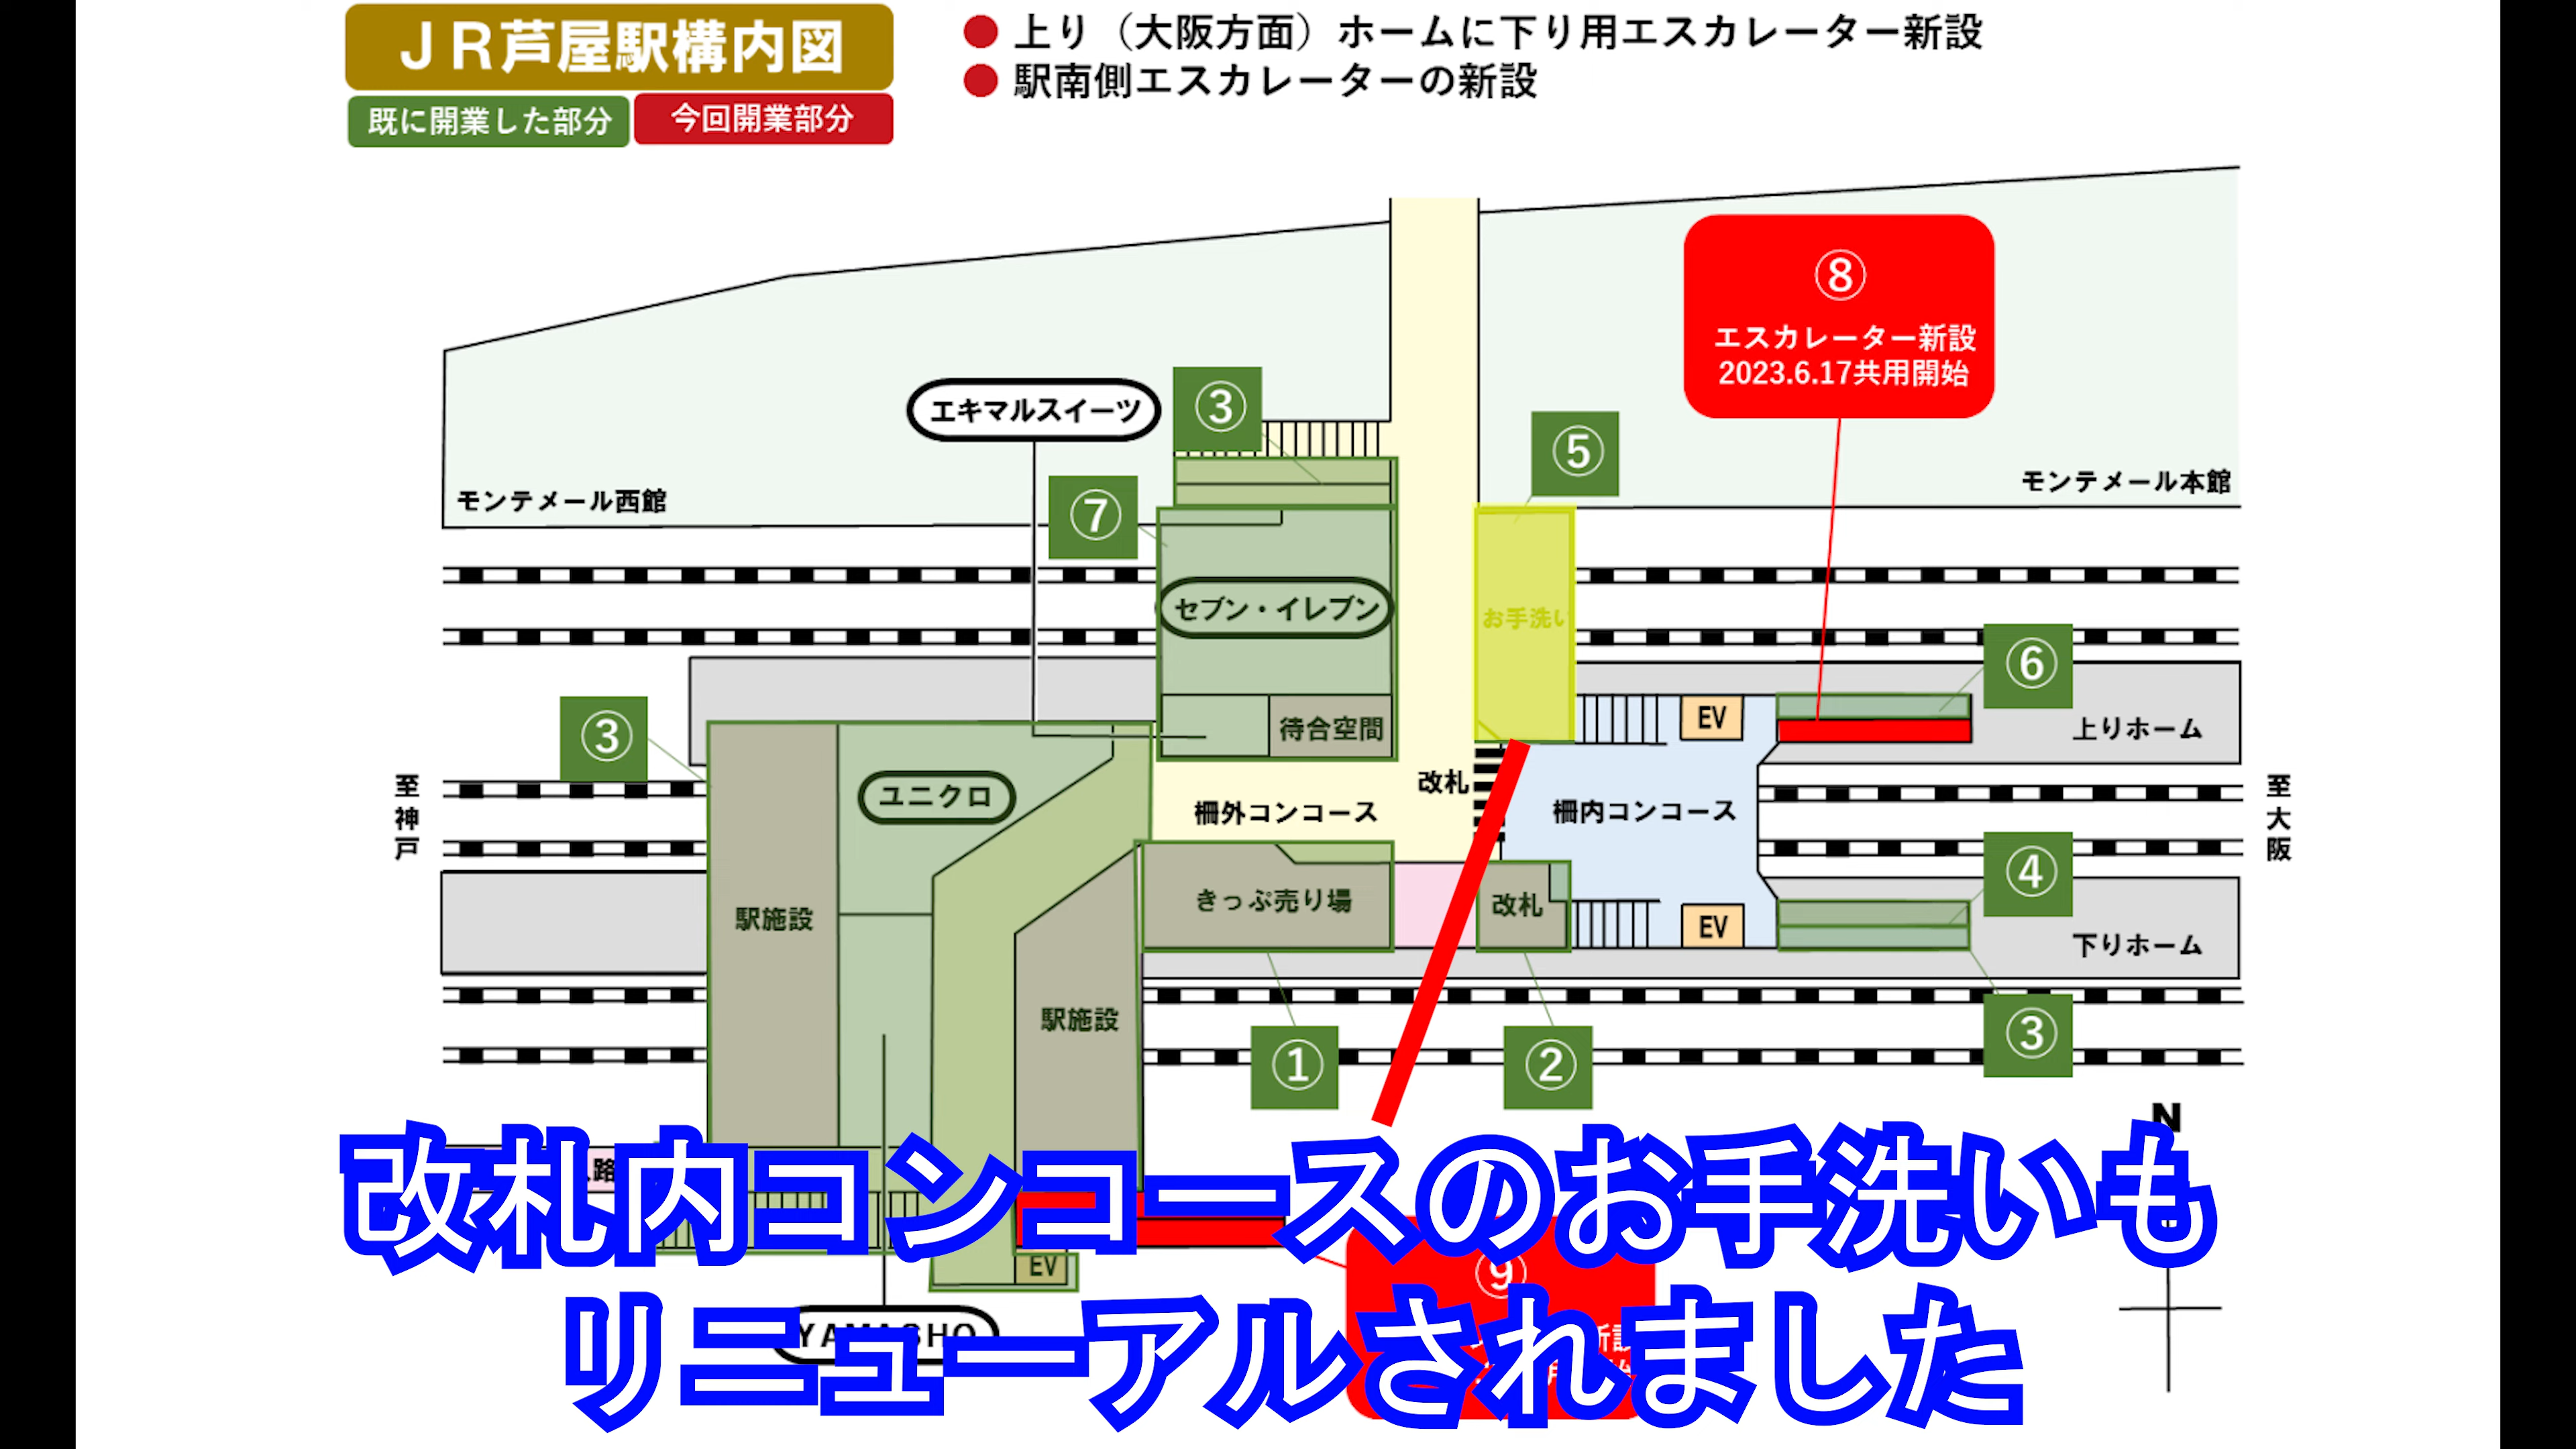 JR芦屋駅構内図
既に開業した部分
今回開業部分
● 上り（大阪方面）ホームに下り用エスカレーター新設
● 駅南側エスカレーターの新設
⑧
エスカレーター新設
2023.6.17共用開始
エキマルスイーツ
③
⑤
モンテメール西館
⑦
モンテメール本館
セブン・イレブン
お手洗い
⑥
③
待合空間
EV
上りホーム
至神戸
ユニクロ
柵外コンコース
改札
柵内コンコース
至大阪
駅施設
きっぷ売り場
改札
EV
④
下りホーム
駅施設
①
②
③
N
路
改札内コンコースのお手洗いも
EV
⑨
YAMASHO
リニューアルされました